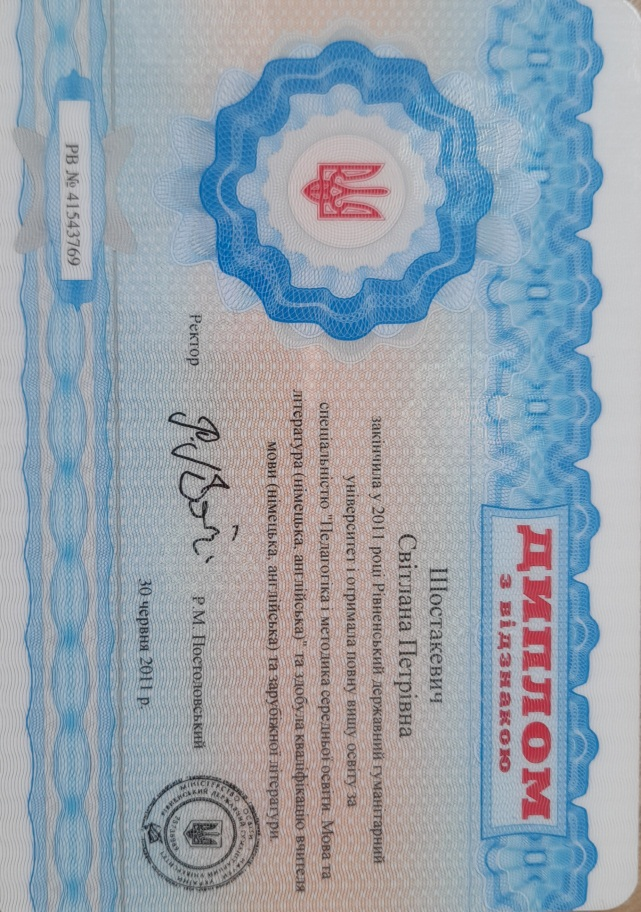 ДИПЛОМ
з відзнакою
Шостакевич
Світлана Петрівна
закінчила у 2011 році Рівненський державний гуманітарний
університет і отримала повну вищу освіту за
спеціальністю "Педагогіка і методика середньої освіти. Мова та
література (німецька, англійська)" та здобула кваліфікацію вчителя
мови (німецька, англійська) та зарубіжної літератури.
Ректор
Р.М. Постоловський
30 червня 2011 р.
РВ № 41543769